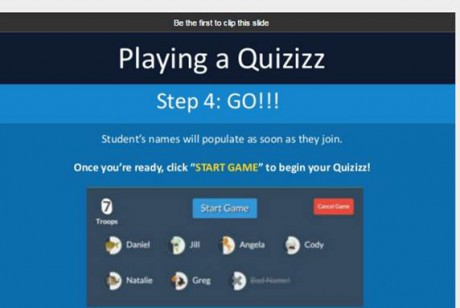 Be the first to clip this slide
Playing a Quizizz
Step 4: GO!!!
Student's names will populate as soon as they join.
Once you're ready, click "START GAME" to begin your Quizizz!
7
Troops
Start Game
Cancel Game
Daniel Jill Angela Cody
Natalie Greg Bad Name!